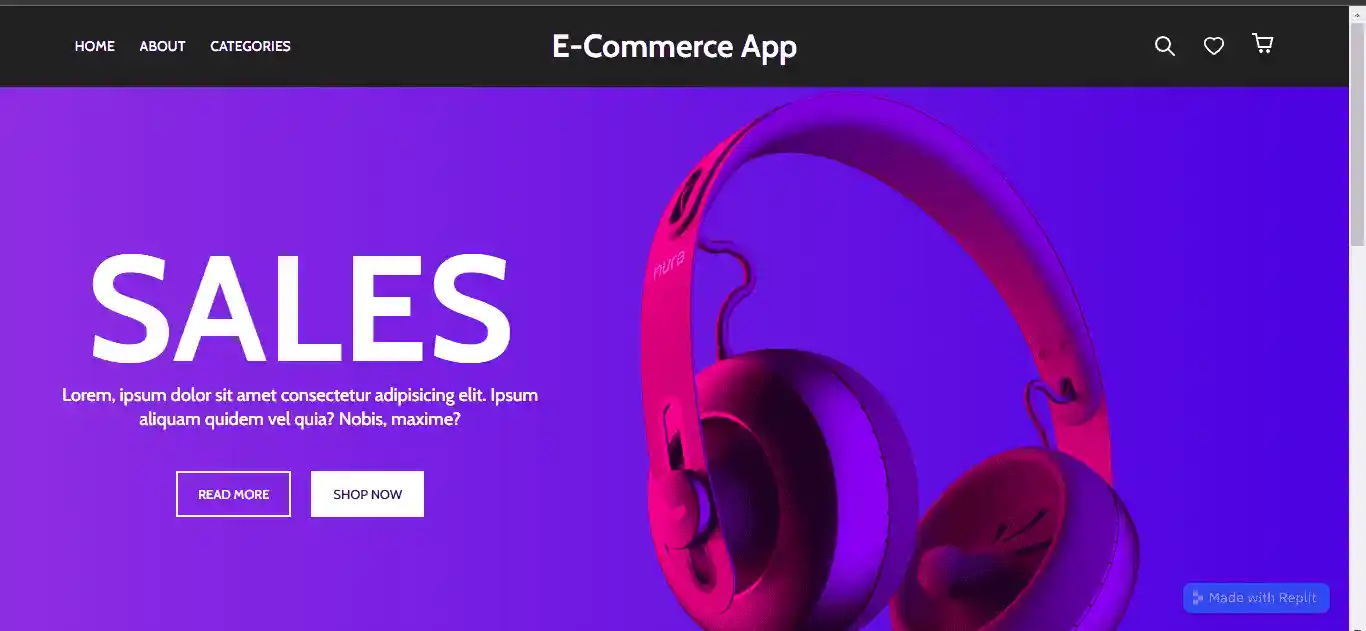 HOME ABOUT CATEGORIES E-Commerce App
nura
SALES
Lorem, ipsum dolor sit amet consectetur adipisicing elit. Ipsum
aliquam quidem vel quia? Nobis, maxime?
READ MORE SHOP NOW
Made with Replit